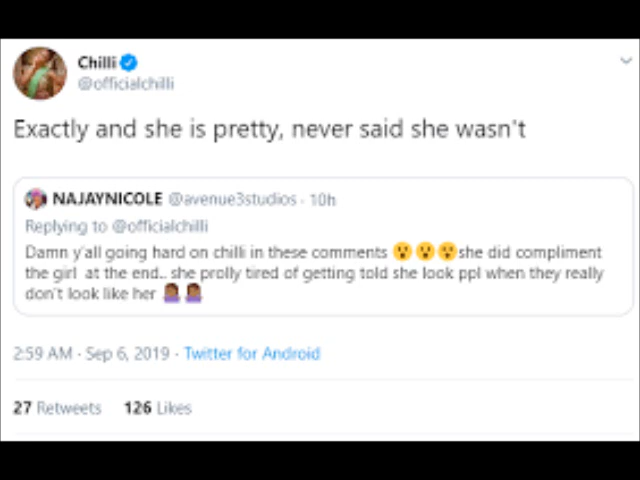 Chilli
@officialchilli
Exactly and she is pretty, never said she wasn't
NAJAYNICOLE @avenue3studios · 10h
Replying to @officialchilli
Damn y'all going hard on chilli in these comments 😮😮😮she did compliment
the girl at the end.. she prolly tired of getting told she look ppl when they really
don't look like her 🤦🏾‍♀️🤦🏾‍♀️
2:59 AM · Sep 6, 2019 · Twitter for Android
27 Retweets 126 Likes